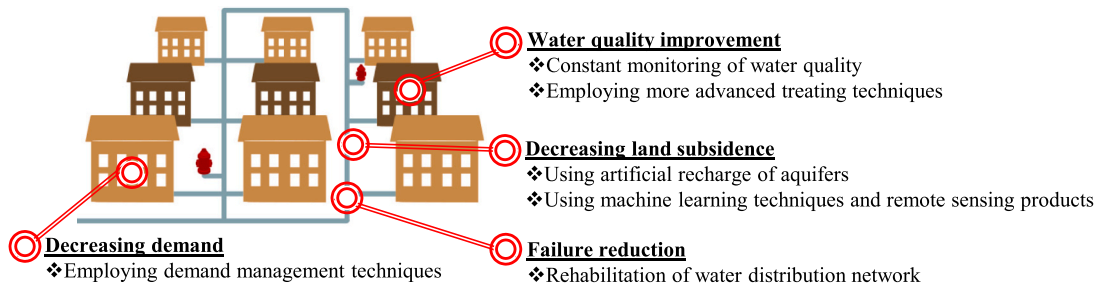 Water quality improvement
❖Constant monitoring of water quality
❖Employing more advanced treating techniques
Decreasing land subsidence
❖Using artificial recharge of aquifers
❖Using machine learning techniques and remote sensing products
Decreasing demand
❖Employing demand management techniques
Failure reduction
❖Rehabilitation of water distribution network